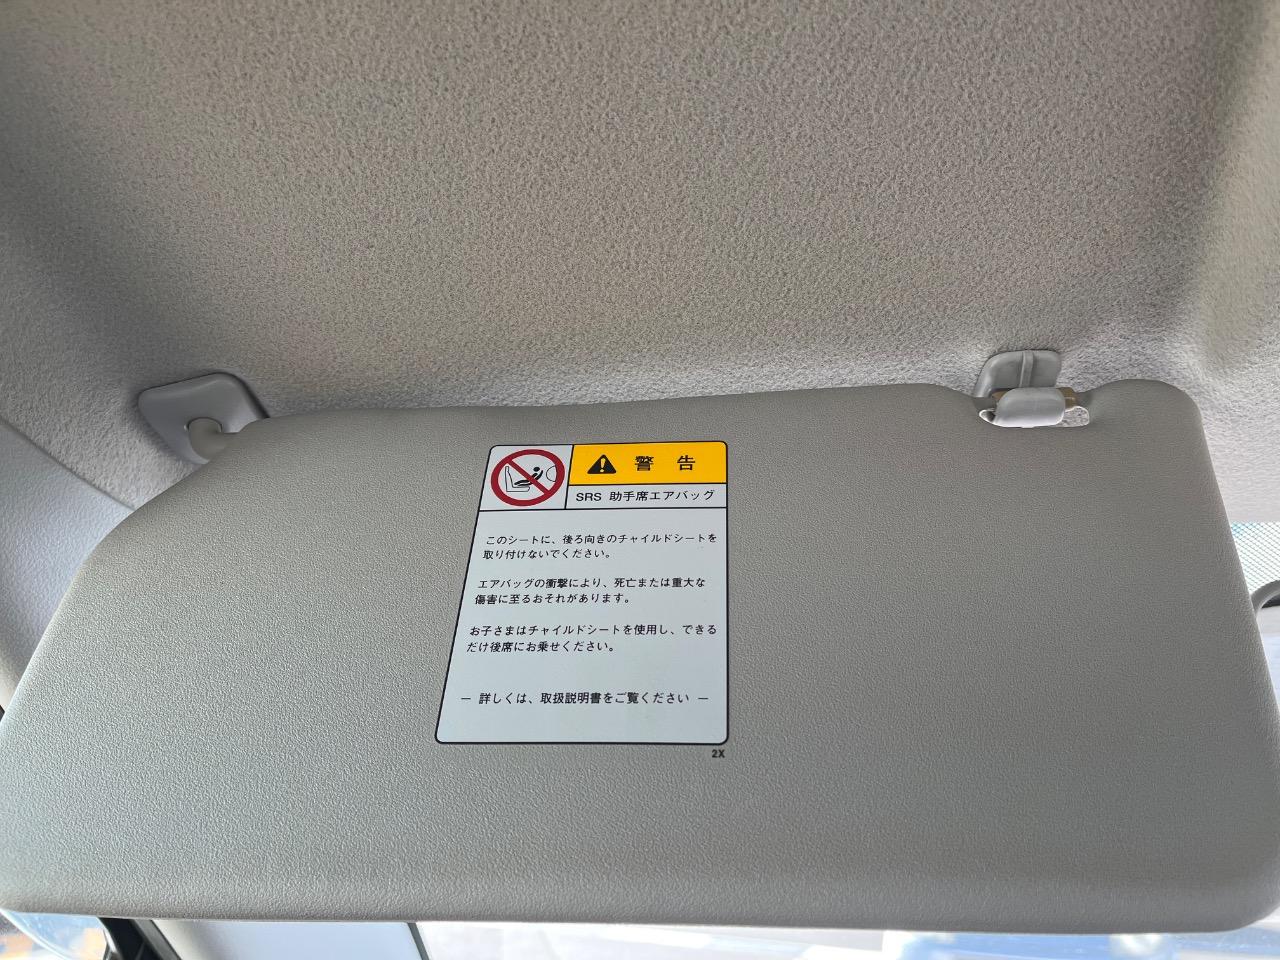 警告
SRS 助手席エアバッグ
このシートに、後ろ向きのチャイルドシートを
取り付けないでください。
エアバッグの衝撃により、死亡または重大な
傷害に至るおそれがあります。
お子さまはチャイルドシートを使用し、できる
だけ後席にお乗せください。
― 詳しくは、取扱説明書をご覧ください ―
2X